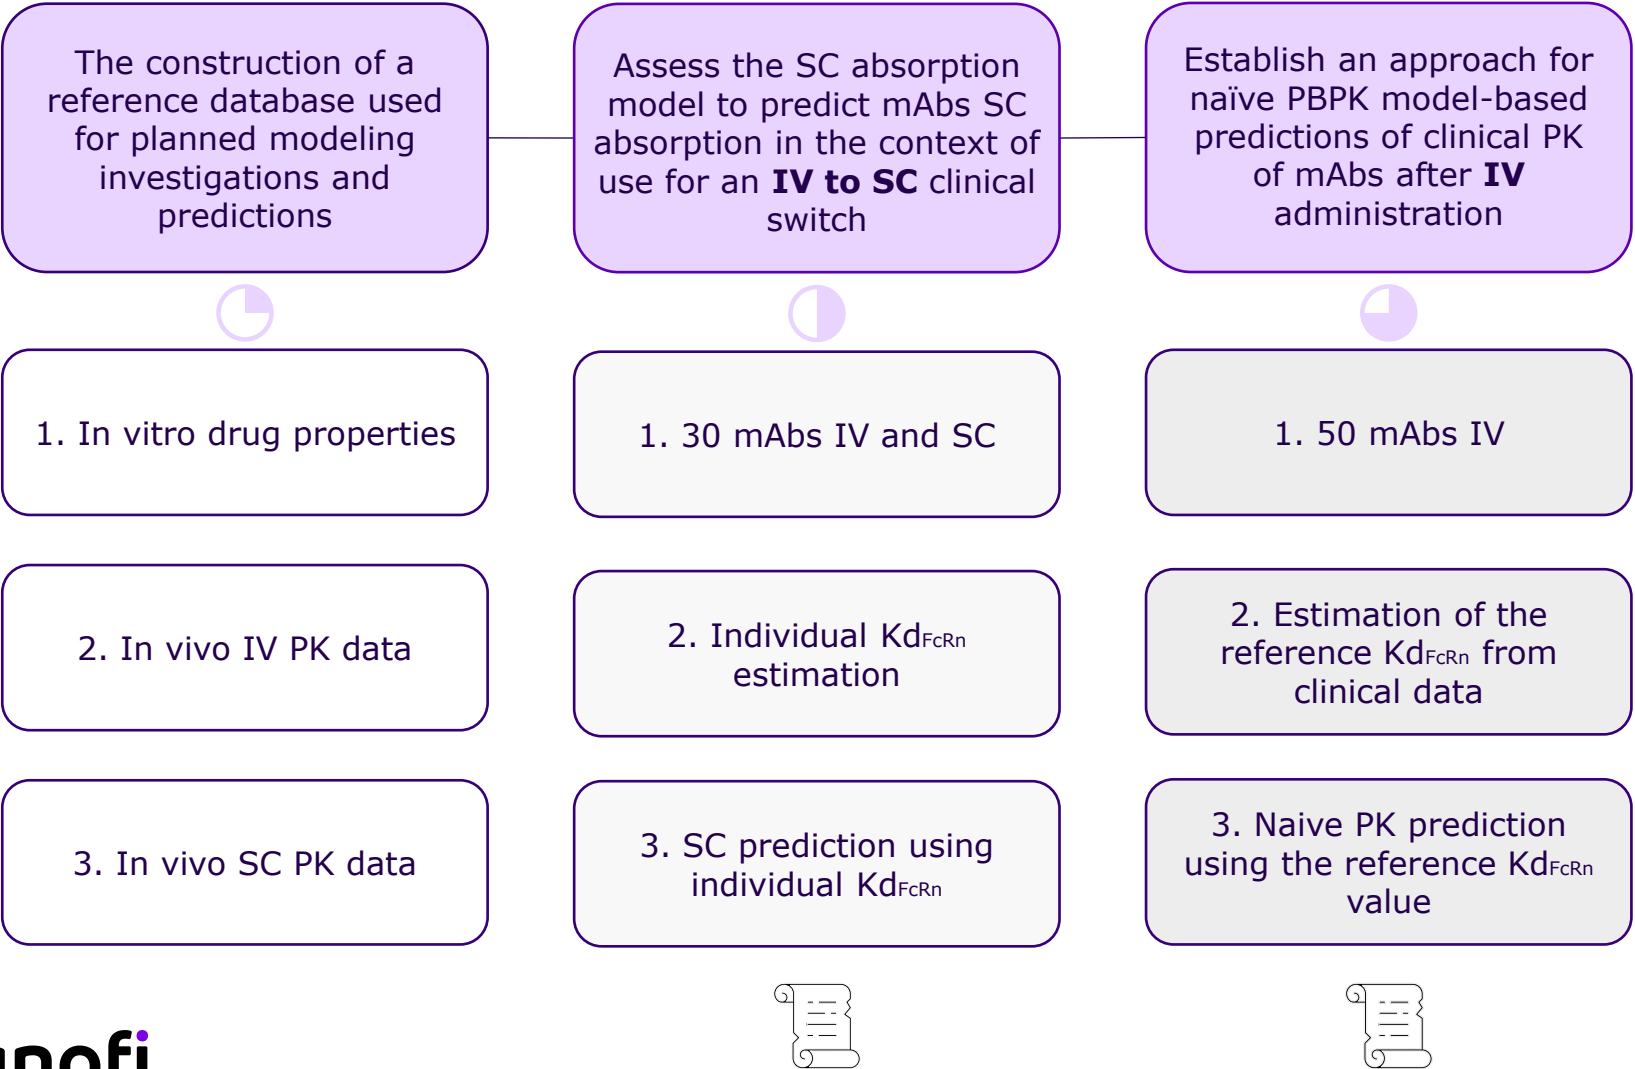 The construction of a
reference database used
for planned modeling
investigations and
predictions
Assess the SC absorption
model to predict mAbs SC
absorption in the context of
use for an IV to SC clinical
switch
Establish an approach for
naïve PBPK model-based
predictions of clinical PK
of mAbs after IV
administration
1. In vitro drug properties
2. In vivo IV PK data
3. In vivo SC PK data
1. 30 mAbs IV and SC
2. Individual KdFcRn
estimation
3. SC prediction using
individual KdFcRn
1. 50 mAbs IV
2. Estimation of the
reference KdFcRn from
clinical data
3. Naive PK prediction
using the reference KdFcRn
value